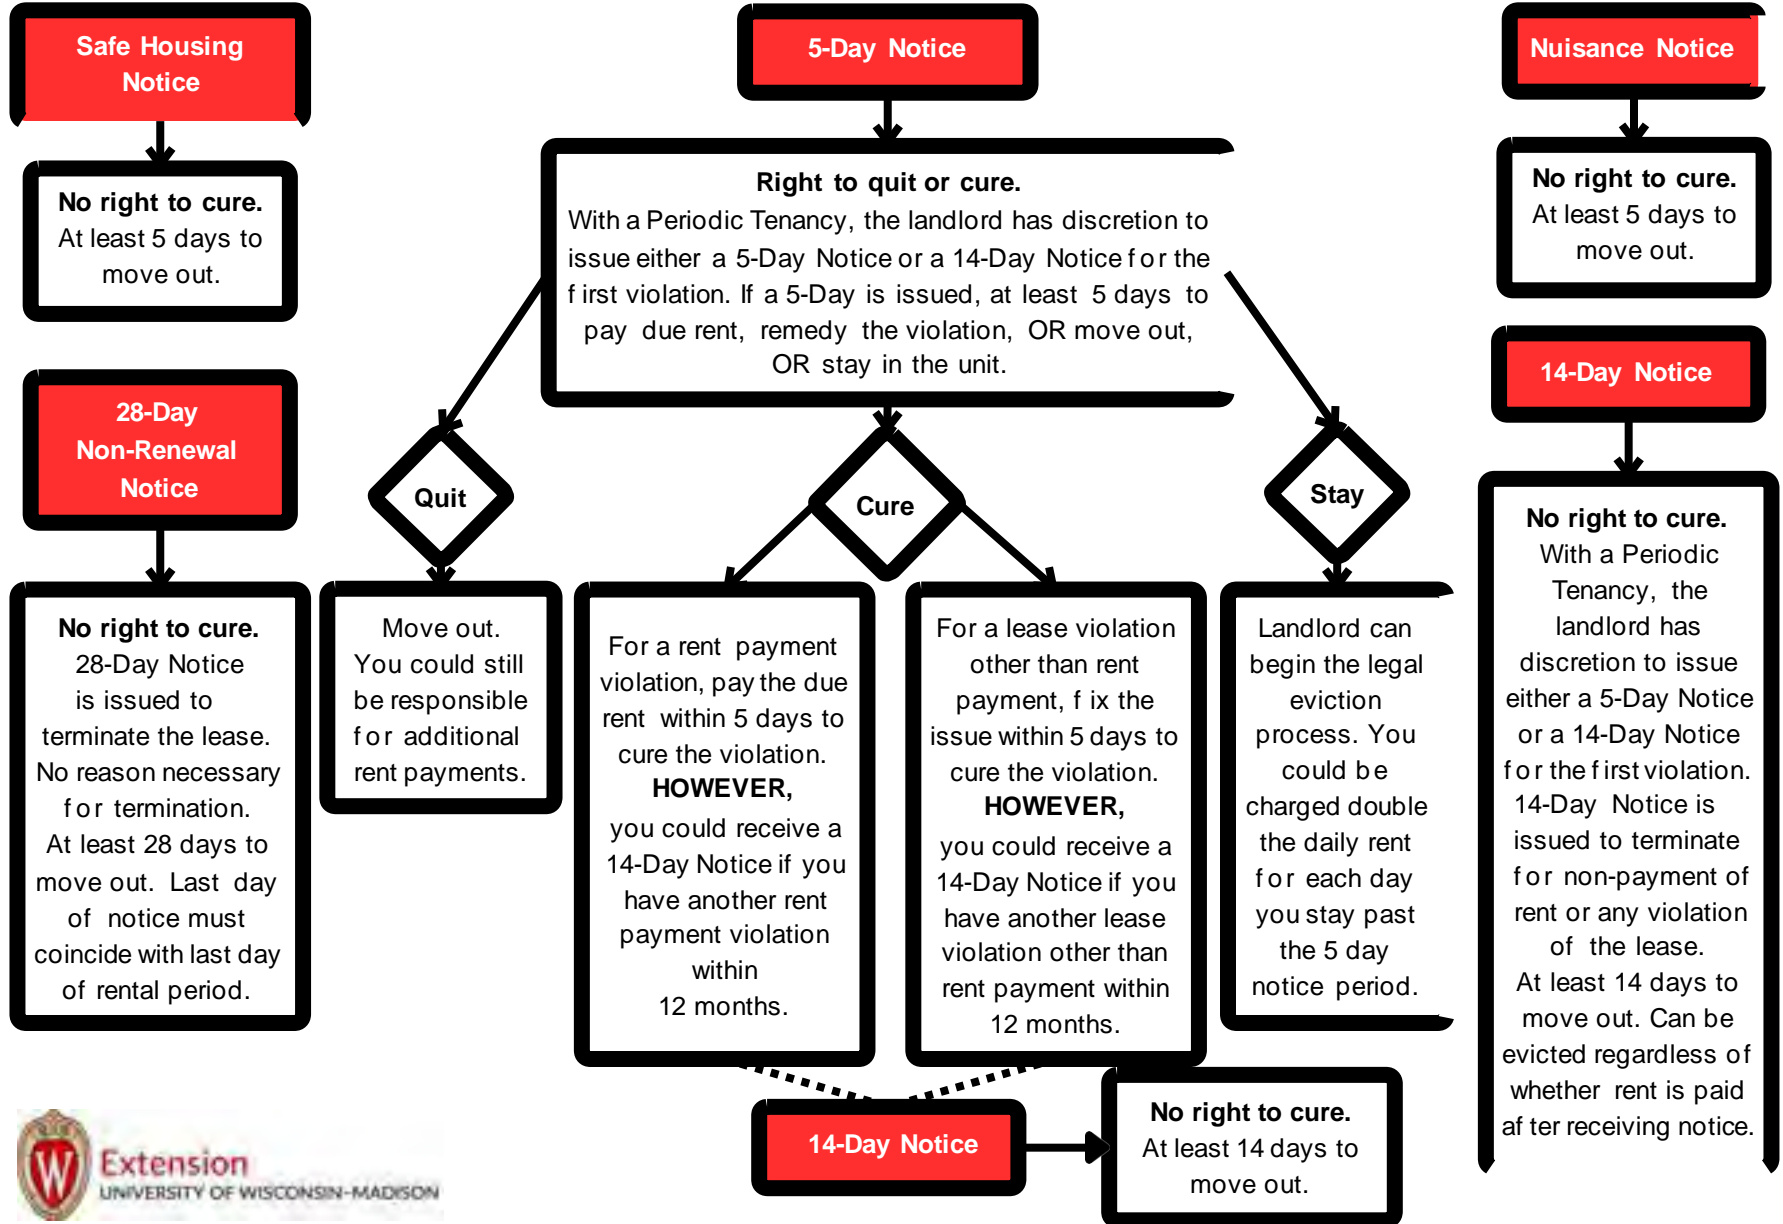 Safe Housing
Notice
No right to cure.
At least 5 days to
move out.
28-Day
Non-Renewal
Notice
No right to cure.
28-Day Notice
is issued to
terminate the lease.
No reason necessary
for termination.
At least 28 days to
move out. Last day
of notice must
coincide with last day
of rental period.
5-Day Notice
Right to quit or cure.
With a Periodic Tenancy, the landlord has discretion to
issue either a 5-Day Notice or a 14-Day Notice for the
first violation. If a 5-Day is issued, at least 5 days to
pay due rent, remedy the violation, OR move out,
OR stay in the unit.
Quit
Move out.
You could still
be responsible
for additional
rent payments.
Cure
For a rent payment
violation, pay the due
rent within 5 days to
cure the violation.
HOWEVER,
you could receive a
14-Day Notice if you
have another rent
payment violation
within
12 months.
For a lease violation
other than rent
payment, fix the
issue within 5 days to
cure the violation.
HOWEVER,
you could receive a
14-Day Notice if you
have another lease
violation other than
rent payment within
12 months.
Stay
Landlord can
begin the legal
eviction
process. You
could be
charged double
the daily rent
for each day
you stay past
the 5 day
notice period.
14-Day Notice
No right to cure.
At least 14 days to
move out.
Nuisance Notice
No right to cure.
At least 5 days to
move out.
14-Day Notice
No right to cure.
With a Periodic
Tenancy, the
landlord has
discretion to issue
either a 5-Day Notice
or a 14-Day Notice
for the first violation.
14-Day Notice is
issued to terminate
for non-payment of
rent or any violation
of the lease.
At least 14 days to
move out. Can be
evicted regardless of
whether rent is paid
after receiving notice.
W
Extension
UNIVERSITY OF WISCONSIN–MADISON